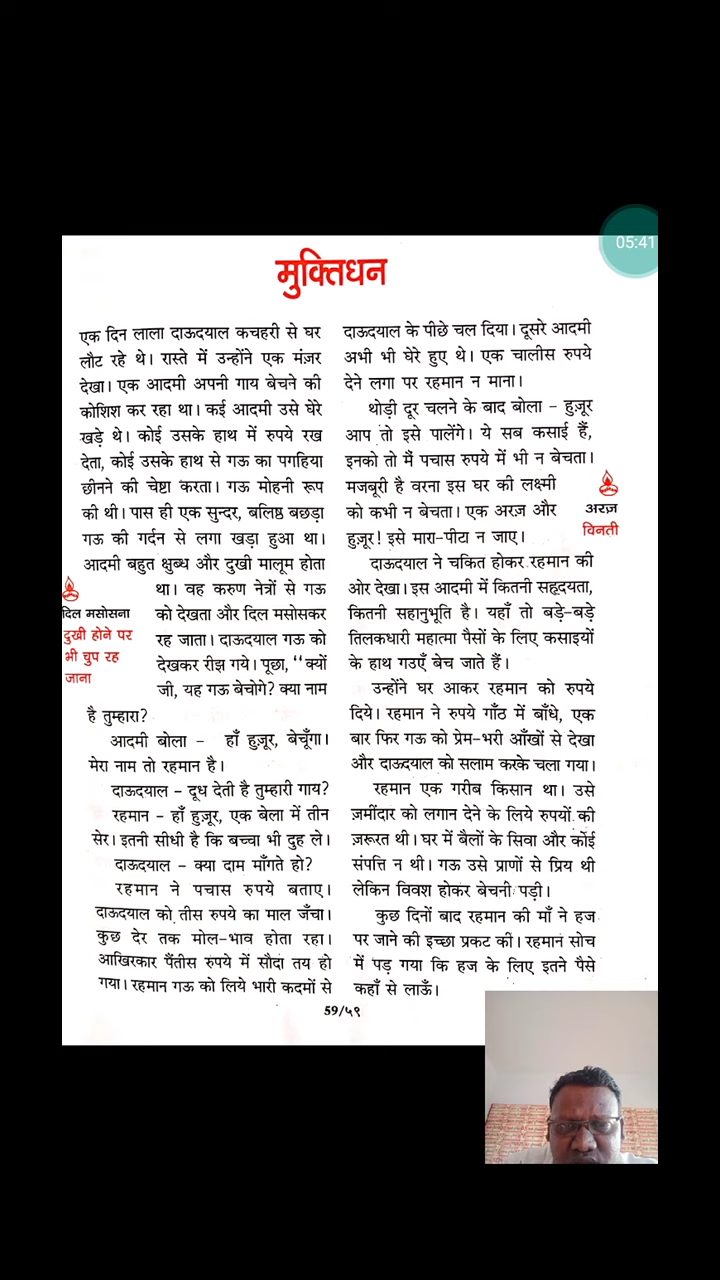 05:41
मुक्तिधन
एक दिन लाला दाऊदयाल कचहरी से घर
लौट रहे थे। रास्ते में उन्होंने एक मंज़र
देखा। एक आदमी अपनी गाय बेचने की
कोशिश कर रहा था। कई आदमी उसे घेरे
खड़े थे। कोई उसके हाथ में रुपये रख
देता, कोई उसके हाथ से गऊ का पगहिया
छीनने की चेष्टा करता। गऊ मोहनी रूप
की थी। पास ही एक सुन्दर, बलिष्ठ बछड़ा
गऊ की गर्दन से लगा खड़ा हुआ था।
आदमी बहुत क्षुब्ध और दुखी मालूम होता
था। वह करुण नेत्रों से गऊ
को देखता और दिल मसोसकर
रह जाता। दाऊदयाल गऊ को
देखकर रीझ गये। पूछा, ‘‘क्यों
जी, यह गऊ बेचोगे? क्या नाम
है तुम्हारा?
दिल मसोसना
दुखी होने पर
भी चुप रह
जाना
आदमी बोला – हाँ हुज़ूर, बेचूँगा।
मेरा नाम तो रहमान है।
दाऊदयाल – दूध देती है तुम्हारी गाय?
रहमान – हाँ हुज़ूर, एक बेला में तीन
सेर। इतनी सीधी है कि बच्चा भी दुह ले।
दाऊदयाल – क्या दाम माँगते हो?
रहमान ने पचास रुपये बताए।
दाऊदयाल को तीस रुपये का माल जँचा।
कुछ देर तक मोल–भाव होता रहा।
आखिरकार पैंतीस रुपये में सौदा तय हो
गया। रहमान गऊ को लिये भारी कदमों से
दाऊदयाल के पीछे चल दिया। दूसरे आदमी
अभी भी घेरे हुए थे। एक चालीस रुपये
देने लगा पर रहमान न माना।
थोड़ी दूर चलने के बाद बोला – हुज़ूर
आप तो इसे पालेंगे। ये सब कसाई हैं,
इनको तो मैं पचास रुपये में भी न बेचता।
मजबूरी है वरना इस घर की लक्ष्मी
को कभी न बेचता। एक अरज़ और
हुज़ूर! इसे मारा–पीटा न जाए।
अरज़
विनती
दाऊदयाल ने चकित होकर रहमान की
ओर देखा। इस आदमी में कितनी सहृदयता,
कितनी सहानुभूति है। यहाँ तो बड़े–बड़े
तिलकधारी महात्मा पैसों के लिए कसाइयों
के हाथ गउएँ बेच जाते हैं।
उन्होंने घर आकर रहमान को रुपये
दिये। रहमान ने रुपये गाँठ में बाँधे, एक
बार फिर गऊ को प्रेम–भरी आँखों से देखा
और दाऊदयाल को सलाम करके चला गया।
रहमान एक गरीब किसान था। उसे
ज़मींदार को लगान देने के लिये रुपयों की
ज़रूरत थी। घर में बैलों के सिवा और कोई
संपत्ति न थी। गऊ उसे प्राणों से प्रिय थी
लेकिन विवश होकर बेचनी पड़ी।
कुछ दिनों बाद रहमान की माँ ने हज
पर जाने की इच्छा प्रकट की। रहमान सोच
में पड़ गया कि हज के लिए इतने पैसे
कहाँ से लाऊँ।
59/५९